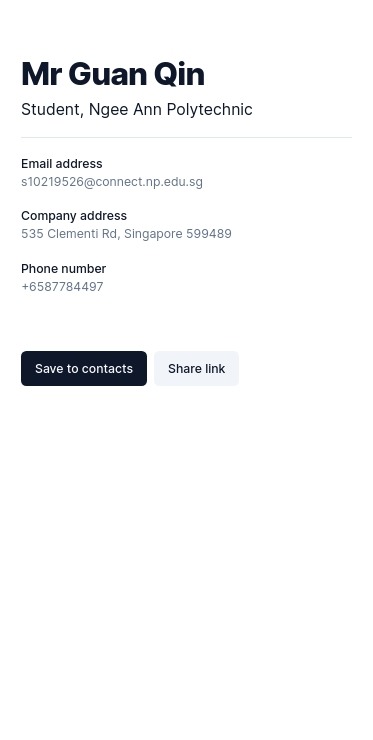 Mr Guan Qin
Student, Ngee Ann Polytechnic
Email address
s10219526@connect.np.edu.sg
Company address
535 Clementi Rd, Singapore 599489
Phone number
+6587784497
Save to contacts
Share link